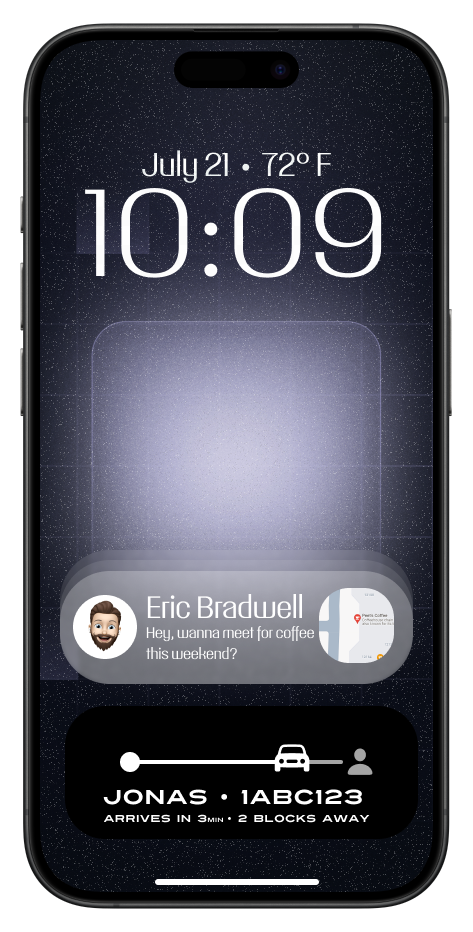 July 21 • 72º F
10:09
Eric Bradwell
Hey, wanna meet for coffee
this weekend?
Peet's Coffee
JONAS • 1ABC123
ARRIVES IN 3MIN • 2 BLOCKS AWAY